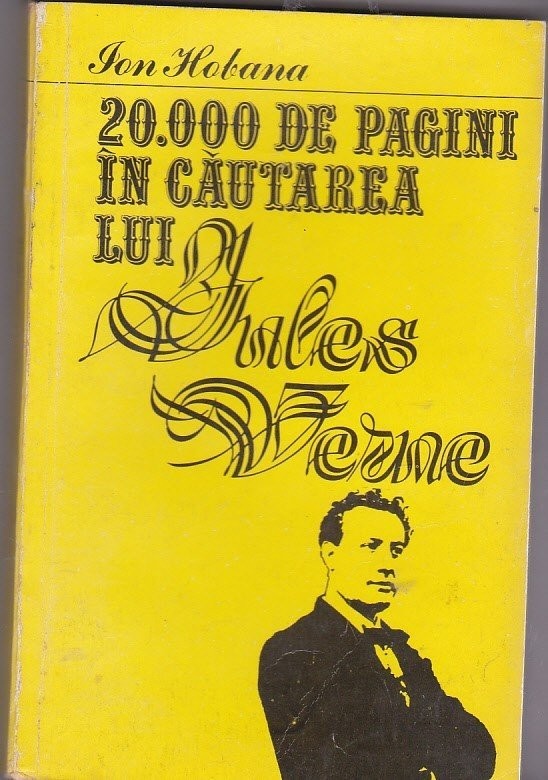 Ion Hobana
20.000 DE PAGINI
ÎN CĂUTAREA
LUI Jules
Verne